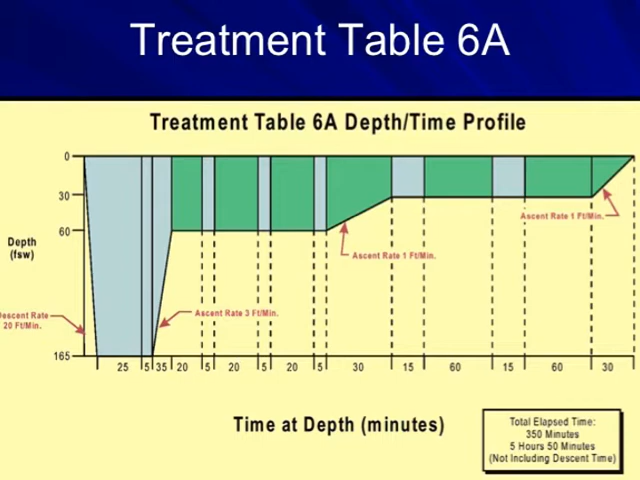 Treatment Table 6A
Treatment Table 6A Depth/Time Profile
0
30
60
Depth
(fsw)
165
Descent Rate
20 Ft/Min.
Ascent Rate 3 Ft/Min.
Ascent Rate 1 Ft/Min.
Ascent Rate 1 Ft/Min.
25 5 35 20 5 20 5 20 5 30 15 60 15 60 30
Time at Depth (minutes)
Total Elapsed Time:
350 Minutes
5 Hours 50 Minutes
(Not Including Descent Time)